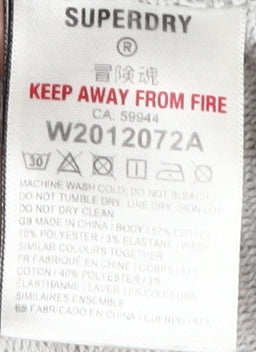 SUPERDRY
®
冒険魂
KEEP AWAY FROM FIRE
CA: 59944
W2012072A
30
MACHINE WASH COLD, DO NOT BLEACH
DO NOT TUMBLE DRY, LINE DRY, IRON LOW
DO NOT DRY CLEAN
GB MADE IN CHINA / BODY / 57% COTTON /
40% POLYESTER / 3% ELASTANE / WASH
SIMILAR COLOURS TOGETHER
FR FABRIQUÉ EN CHINE / CORPS / 57%
COTON / 40% POLYESTER / 3%
ÉLASTHANNE / LAVER LES COULEURS
SIMILAIRES ENSEMBLE
ES FABRICADO EN CHINA / CUERPO / 57%